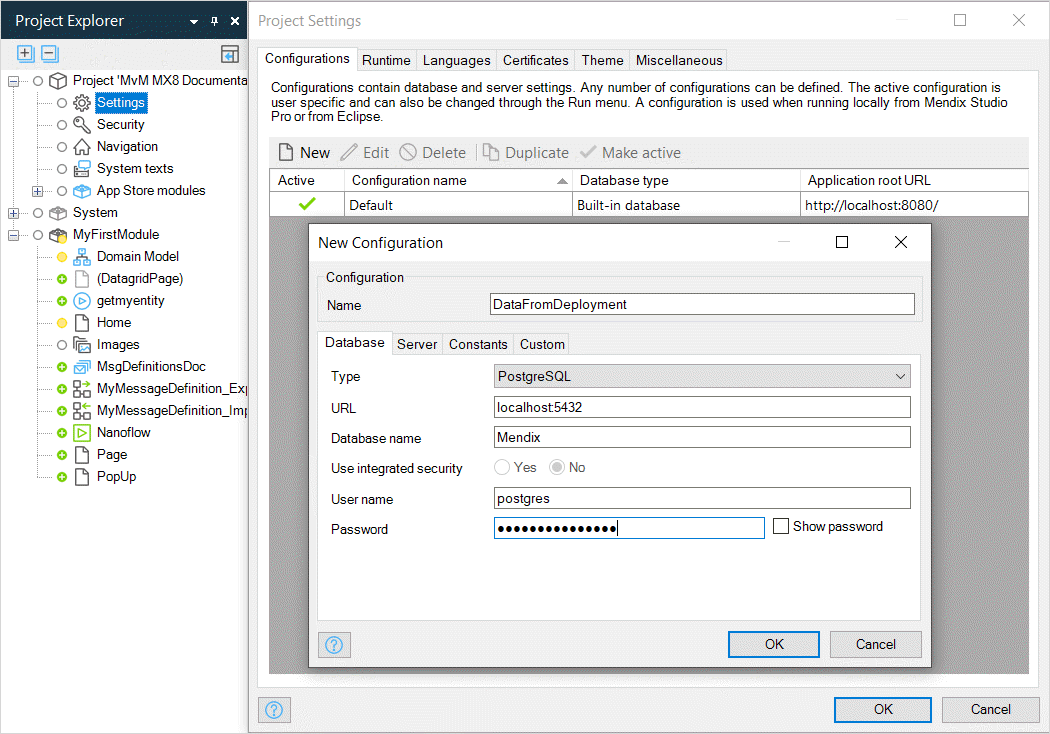 Project Explorer
Project 'MvM MX8 Documenta
Settings
Security
Navigation
System texts
App Store modules
System
MyFirstModule
Domain Model
(DatagridPage)
getmyentity
Home
Images
MsgDefinitionsDoc
MyMessageDefinition_Exp
MyMessageDefinition_Imp
Nanoflow
Page
PopUp
Project Settings
Configurations Runtime Languages Certificates Theme Miscellaneous
Configurations contain database and server settings. Any number of configurations can be defined. The active configuration is
user specific and can also be changed through the Run menu. A configuration is used when running locally from Mendix Studio
Pro or from Eclipse.
New Edit Delete Duplicate Make active
Active Configuration name Database type Application root URL
Default Built-in database http://localhost:8080/
New Configuration
Configuration
Name DataFromDeployment
Database Server Constants Custom
Type PostgreSQL
URL localhost:5432
Database name Mendix
Use integrated security Yes No
User name postgres
Password ●●●●●●●●●●●●●●● Show password
OK Cancel
OK Cancel